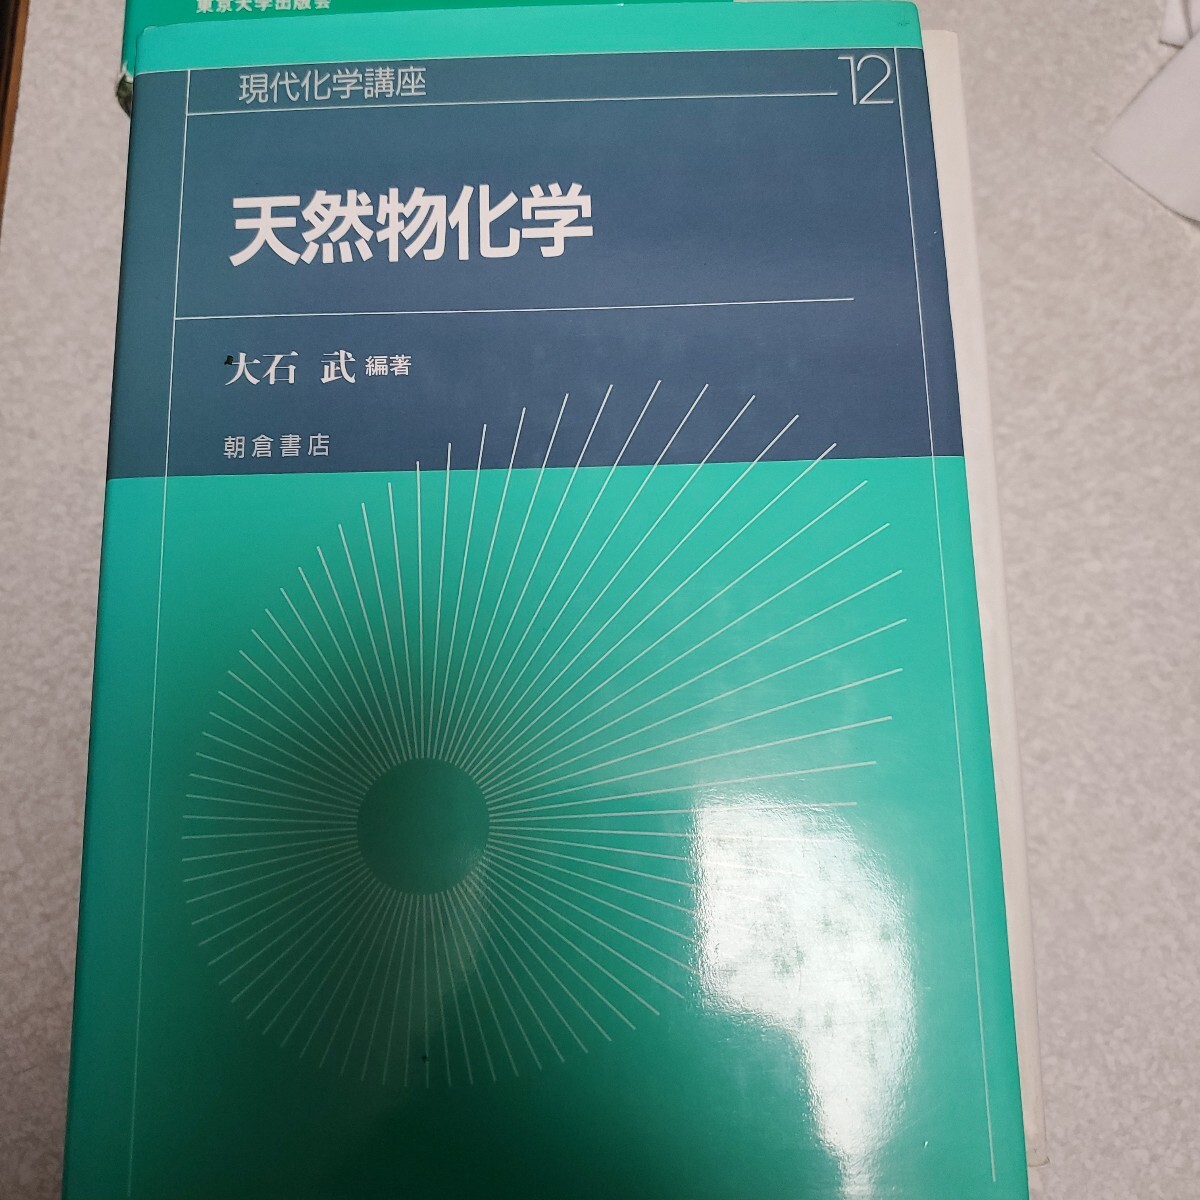 東京大学出版会
現代化学講座 12
天然物化学
大石 武 編著
朝倉書店